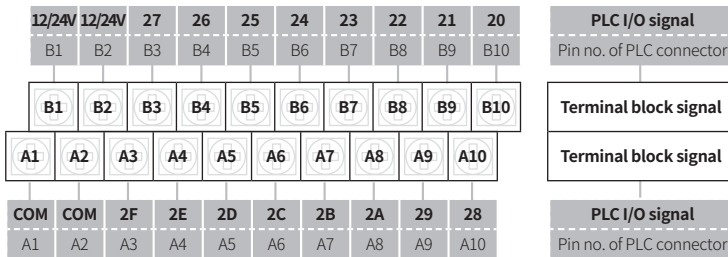 12/24V 12/24V 27 26 25 24 23 22 21 20 PLC I/O signal
B1 B2 B3 B4 B5 B6 B7 B8 B9 B10 Pin no. of PLC connector
B1 B2 B3 B4 B5 B6 B7 B8 B9 B10 Terminal block signal
A1 A2 A3 A4 A5 A6 A7 A8 A9 A10 Terminal block signal
COM COM 2F 2E 2D 2C 2B 2A 29 28 PLC I/O signal
A1 A2 A3 A4 A5 A6 A7 A8 A9 A10 Pin no. of PLC connector